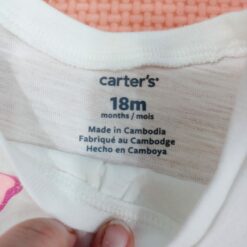 carter's®
18m
months / mois
Made in Cambodia
Fabriqué au Cambodge
Hecho en Camboya